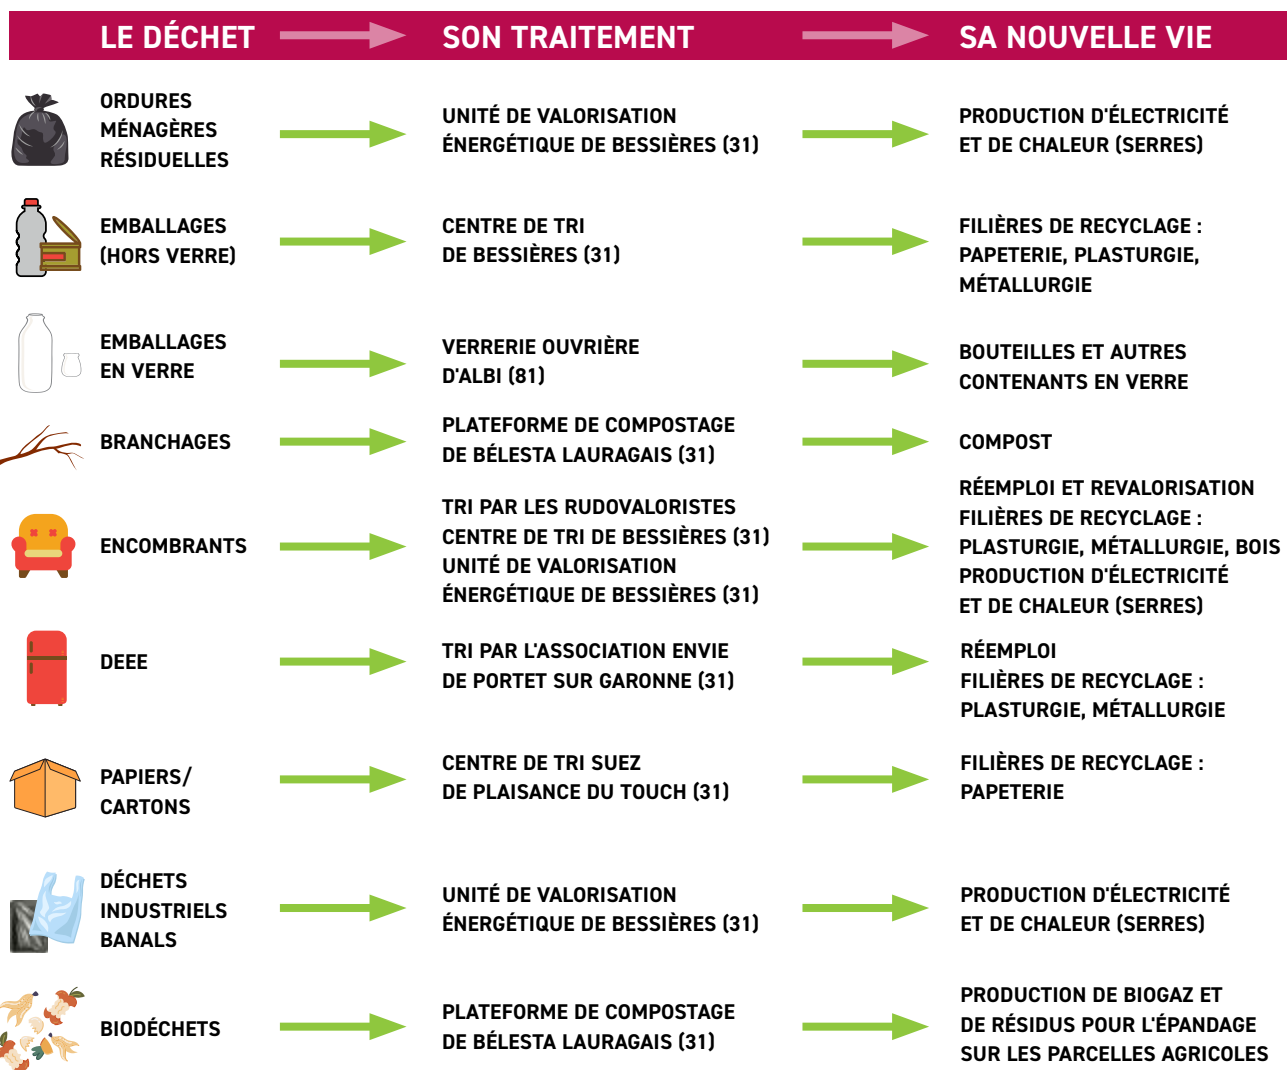 LE DÉCHET
SON TRAITEMENT
SA NOUVELLE VIE
ORDURES
MÉNAGÈRES
RÉSIDUELLES
UNITÉ DE VALORISATION
ÉNERGÉTIQUE DE BESSIÈRES (31)
PRODUCTION D'ÉLECTRICITÉ
ET DE CHALEUR (SERRES)
EMBALLAGES
(HORS VERRE)
CENTRE DE TRI
DE BESSIÈRES (31)
FILIÈRES DE RECYCLAGE :
PAPETERIE, PLASTURGIE,
MÉTALLURGIE
EMBALLAGES
EN VERRE
VERRERIE OUVRIÈRE
D'ALBI (81)
BOUTEILLES ET AUTRES
CONTENANTS EN VERRE
BRANCHAGES
PLATEFORME DE COMPOSTAGE
DE BÉLESTA LAURAGAIS (31)
COMPOST
ENCOMBRANTS
TRI PAR LES RUDOVALORISTES
CENTRE DE TRI DE BESSIÈRES (31)
UNITÉ DE VALORISATION
ÉNERGÉTIQUE DE BESSIÈRES (31)
RÉEMPLOI ET REVALORISATION
FILIÈRES DE RECYCLAGE :
PLASTURGIE, MÉTALLURGIE, BOIS
PRODUCTION D'ÉLECTRICITÉ
ET DE CHALEUR (SERRES)
DEEE
TRI PAR L'ASSOCIATION ENVIE
DE PORTET SUR GARONNE (31)
RÉEMPLOI
FILIÈRES DE RECYCLAGE :
PLASTURGIE, MÉTALLURGIE
PAPIERS/
CARTONS
CENTRE DE TRI SUEZ
DE PLAISANCE DU TOUCH (31)
FILIÈRES DE RECYCLAGE :
PAPETERIE
DÉCHETS
INDUSTRIELS
BANALS
UNITÉ DE VALORISATION
ÉNERGÉTIQUE DE BESSIÈRES (31)
PRODUCTION D'ÉLECTRICITÉ
ET DE CHALEUR (SERRES)
BIODÉCHETS
PLATEFORME DE COMPOSTAGE
DE BÉLESTA LAURAGAIS (31)
PRODUCTION DE BIOGAZ ET
DE RÉSIDUS POUR L'ÉPANDAGE
SUR LES PARCELLES AGRICOLES